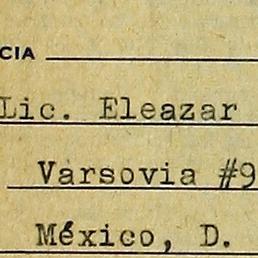 CIA
Lic. Eleazar
Varsovia #9
México, D.